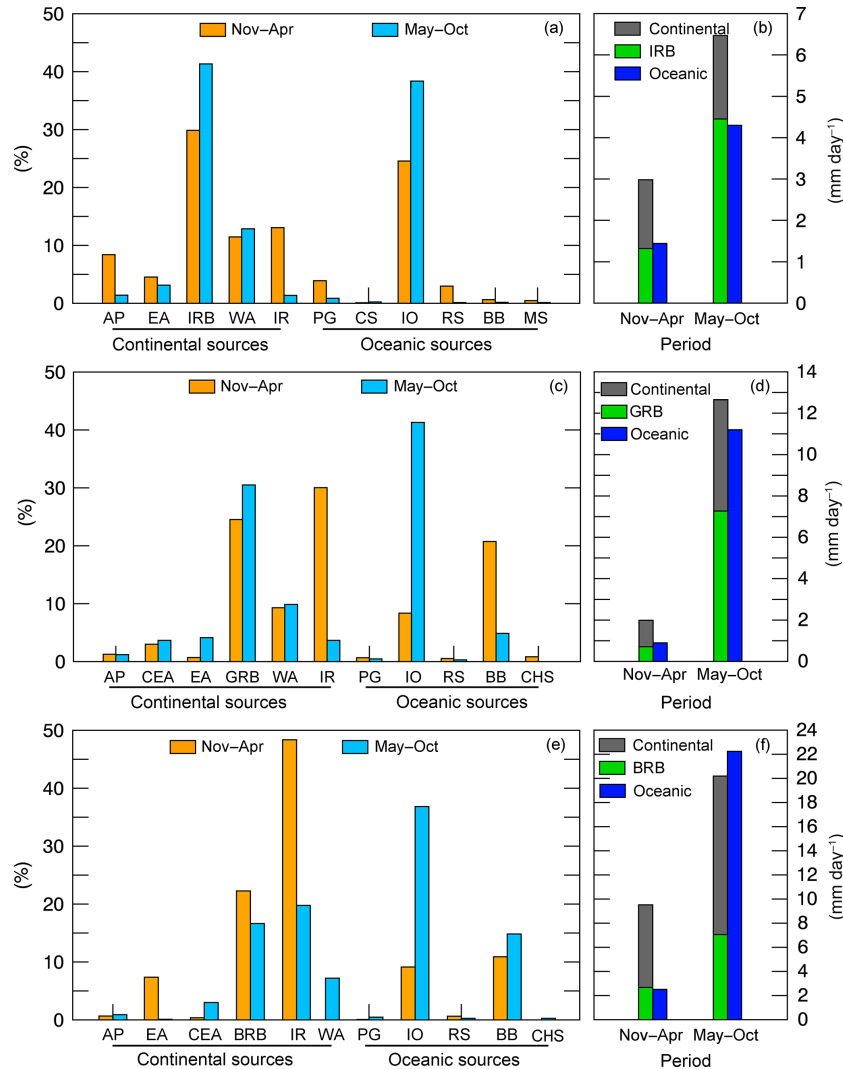 50
40
30
20
10
0
(%)
Nov–Apr
May–Oct
(a)
AP EA IRB WA IR PG CS IO RS BB MS
Continental sources Oceanic sources
Continental
IRB
Oceanic
(b)
7
6
5
4
3
2
1
0
(mm day⁻¹)
Nov–Apr May–Oct
Period
50
40
30
20
10
0
(%)
Nov–Apr
May–Oct
(c)
AP CEA EA GRB WA IR PG IO RS BB CHS
Continental sources Oceanic sources
Continental
GRB
Oceanic
(d)
14
12
10
8
6
4
2
0
(mm day⁻¹)
Nov–Apr May–Oct
Period
50
40
30
20
10
0
(%)
Nov–Apr
May–Oct
(e)
AP EA CEA BRB IR WA PG IO RS BB CHS
Continental sources Oceanic sources
Continental
BRB
Oceanic
(f)
24
22
20
18
16
14
12
10
8
6
4
2
0
(mm day⁻¹)
Nov–Apr May–Oct
Period